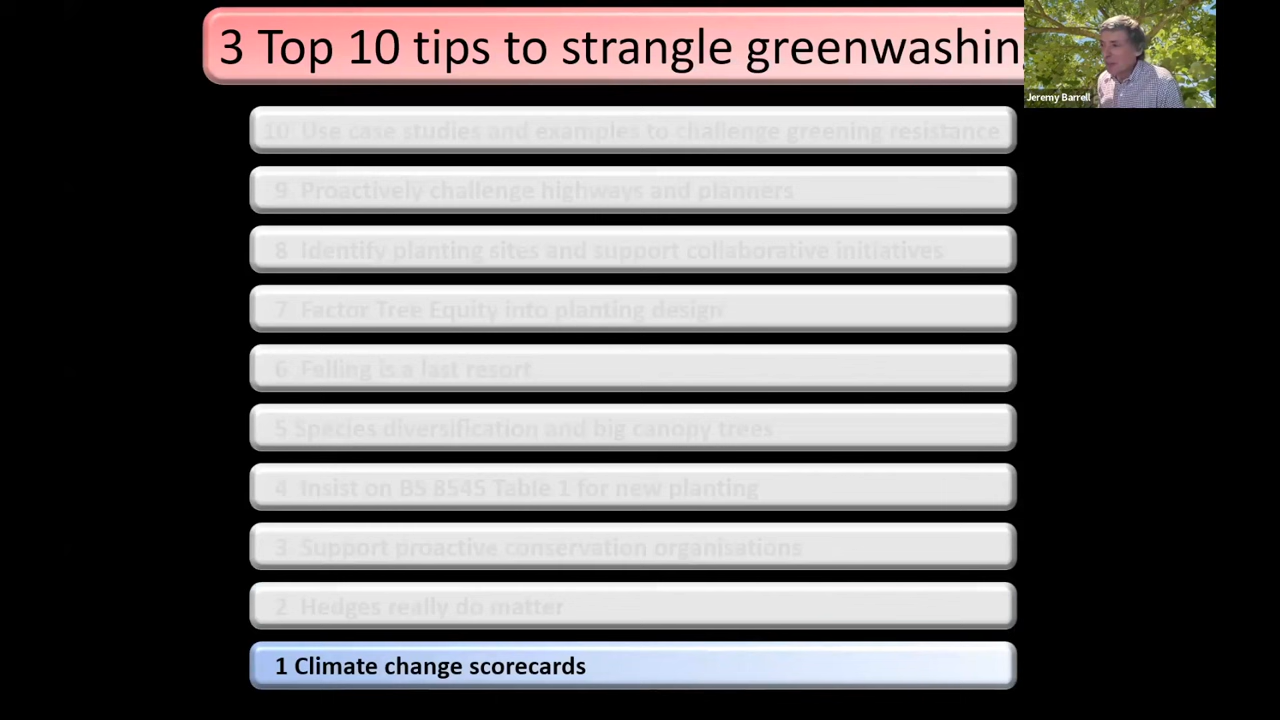 3 Top 10 tips to strangle greenwashin
Jeremy Barrell
10 Use case studies and examples to challenge greening resistance
9 Proactively challenge highways and planners
8 Identify planting sites and support collaborative initiatives
7 Factor Tree Equity into planting design
6 Felling is a last resort
5 Species diversification and big canopy trees
4 Insist on BS 8545 Table 1 for new planting
3 Support proactive conservation organisations
2 Hedges really do matter
1 Climate change scorecards